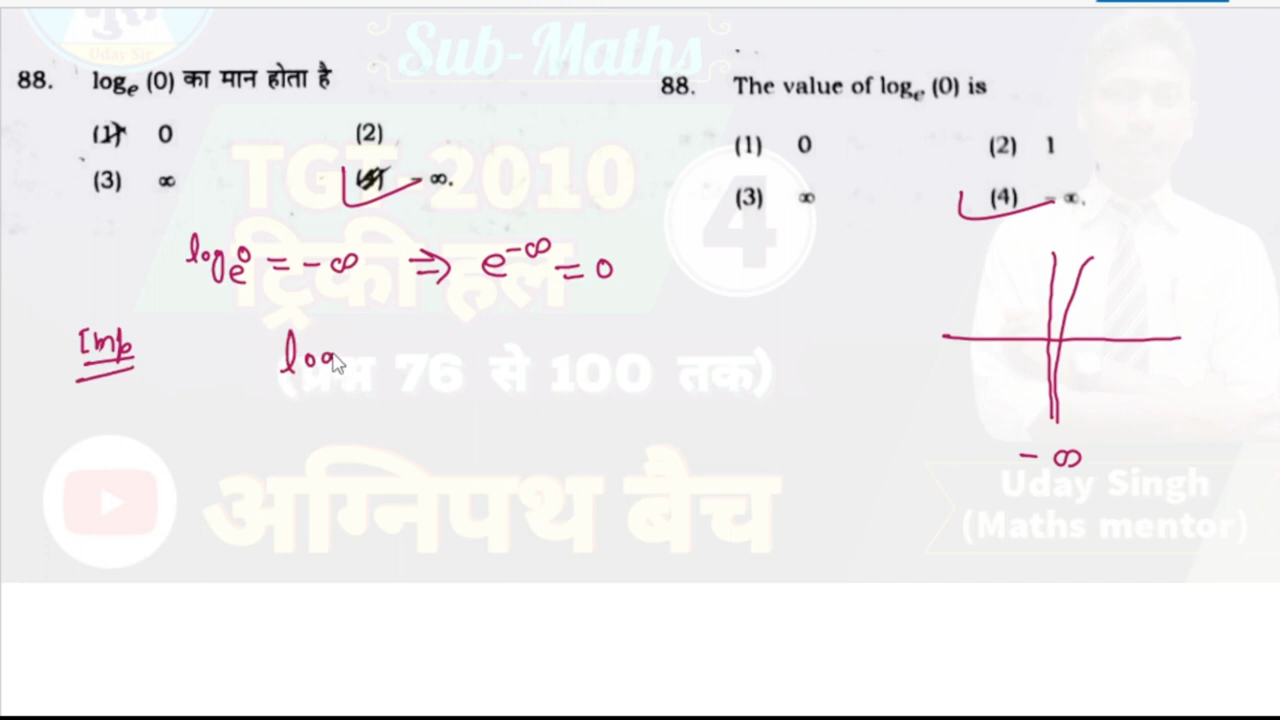 Uday Sir
Sub-Maths
88. logₑ (0) का मान होता है
(1) 0 (2)
(3) ∞ - ∞.
88. The value of logₑ (0) is
(1) 0 (2) 1
(3) ∞ (4) - ∞.
TGT-2010
ट्रिकी हल
4
logₑ0 = -∞ ⇒ e^-∞ = 0
Imp
log
(प्रश्न 76 से 100 तक)
- ∞
अग्निपथ बैच
Uday Singh
(Maths mentor)